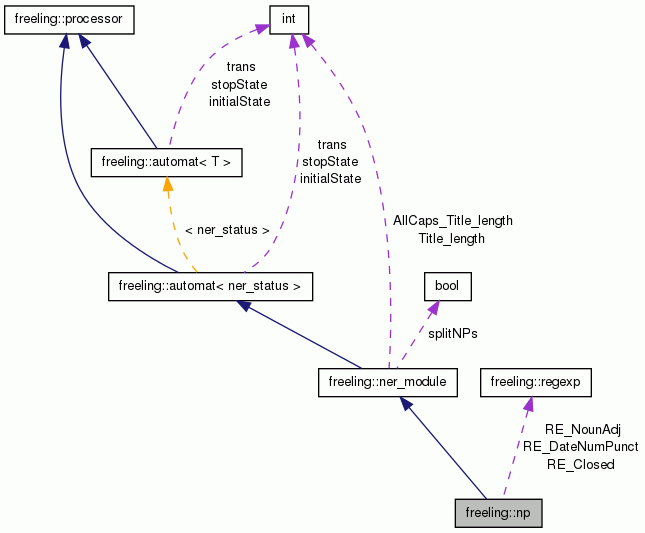 freeling::processor
int
trans
stopState
initialState
freeling::automat< T >
trans
stopState
initialState
< ner_status >
AllCaps_Title_length
Title_length
freeling::automat< ner_status >
bool
splitNPs
freeling::ner_module
freeling::regexp
RE_NounAdj
RE_DateNumPunct
RE_Closed
freeling::np